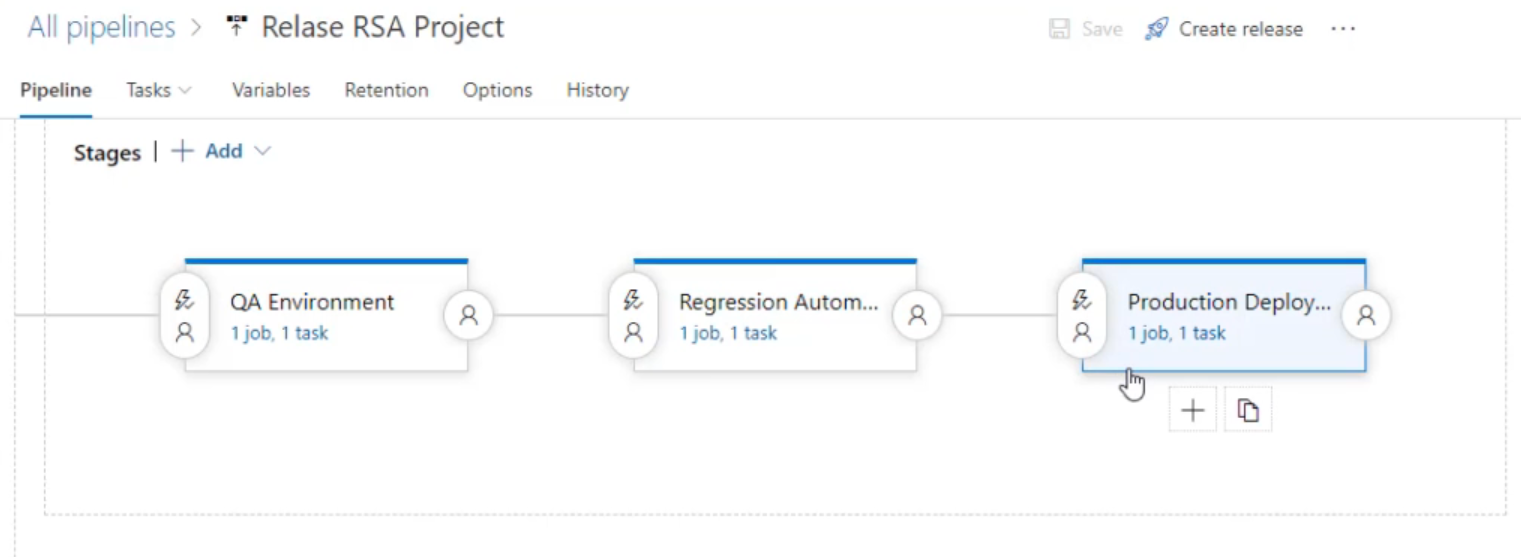 All pipelines > Relase RSA Project
Save Create release ...
Pipeline Tasks Variables Retention Options History
Stages | + Add
QA Environment
1 job, 1 task
Regression Autom...
1 job, 1 task
Production Deploy...
1 job, 1 task